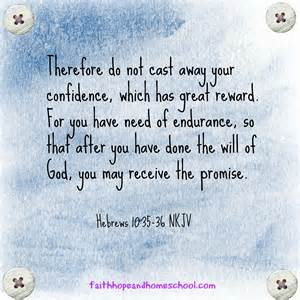 Therefore do not cast away your
confidence, which has great reward.
For you have need of endurance, so
that after you have done the will of
God, you may receive the promise.
Hebrews 10:35-36 NKJV
faithhopeandhomeschool.com